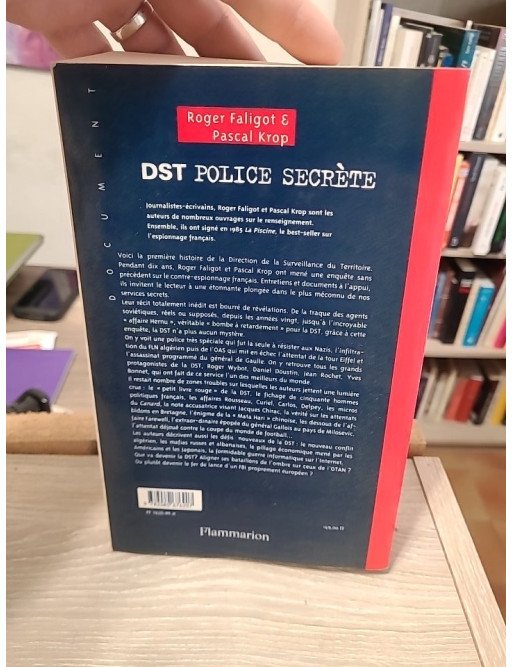 DOCUMENT
Roger Faligot &
Pascal Krop
DST POLICE SECRÈTE
Journalistes-écrivains, Roger Faligot et Pascal Krop sont les
auteurs de nombreux ouvrages sur le renseignement.
Ensemble, ils ont signé en 1985 La Piscine, le best-seller sur
l'espionnage français.
Voici la première histoire de la Direction de la Surveillance du Territoire.
Pendant dix ans, Roger Faligot et Pascal Krop ont mené une enquête sans
précédent sur le contre-espionnage français. Entretiens et documents à l'appui,
ils invitent le lecteur à une étonnante plongée dans le plus méconnu de nos
services secrets.
Leur récit totalement inédit est bourré de révélations. De la traque des agents
soviétiques, réels ou supposés, depuis les années vingt, jusqu'à l'incroyable
« affaire Hernu », véritable « bombe à retardement » pour la DST, grâce à cette
enquête, la DST n'a plus aucun mystère.
On y voit une police très spéciale qui fut la seule à résister aux Nazis, l'infiltra-
tion du FLN algérien puis de l'OAS qui mit en échec l'attentat de la tour Eiffel et
l'assassinat programmé du général de Gaulle. On y retrouve tous les grands
protagonistes de la DST, Roger Wybot, Daniel Doustin, Jean Rochet, Yves
Bonnet, qui ont fait de ce service l'un des meilleurs du monde.
Il restait nombre de zones troubles sur lesquelles les auteurs jettent une lumière
crue : le « petit livre rouge » de la DST, le fichage de cinquante hommes
politiques français, les affaires Rousseau, Curiel, Carlos, Delpey, les micros
du Canard, la note accusatrice visant Jacques Chirac, la vérité sur les attentats
bidons en Bretagne, l'énigme de la « Mata Hari » chinoise, les dessous de l'af-
faire Farewell, l'extraordinaire épopée du général Gallois au pays de Milosevic,
l'attentat déjoué contre la coupe du monde de football...
Les auteurs décrivent aussi les défis nouveaux de la DST : le nouveau conflit
algérien, les mafias russes et albanaises, le pillage économique mené par les
Américains et les Japonais, la formidable guerre informatique sur l'Internet.
Que va devenir la DST? Aligner ses bataillons de l'ombre sur ceux de l'OTAN ?
Ou plutôt devenir le fer de lance d'un FBI proprement européen ?
Flammarion